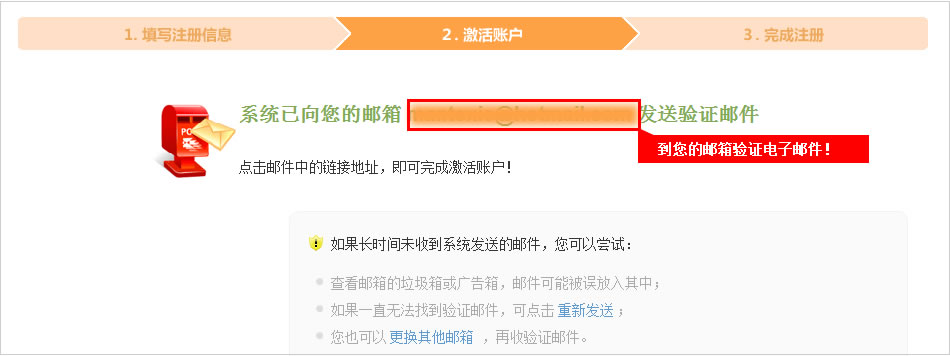 1. 填写注册信息
2. 激活账户
3. 完成注册
系统已向您的邮箱 发送验证邮件
到您的邮箱验证电子邮件！
点击邮件中的链接地址，即可完成激活账户！
如果长时间未收到系统发送的邮件，您可以尝试：
查看邮箱的垃圾箱或广告箱，邮件可能被误放入其中；
如果一直无法找到验证邮件，可点击 重新发送 ；
您也可以 更换其他邮箱 ，再收验证邮件。